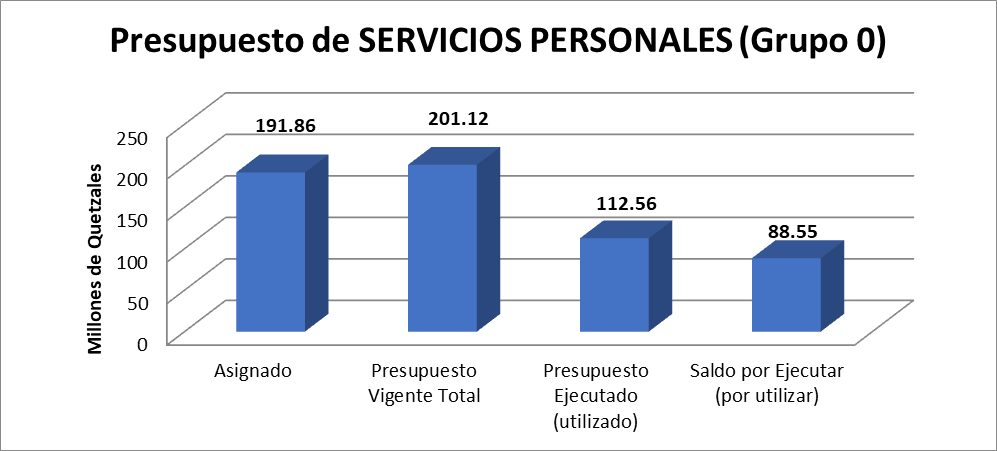 Presupuesto de SERVICIOS PERSONALES (Grupo 0)
Millones de Quetzales
250
200
150
100
50
0
191.86
201.12
112.56
88.55
Asignado
Presupuesto
Vigente Total
Presupuesto
Ejecutado
(utilizado)
Saldo por Ejecutar
(por utilizar)